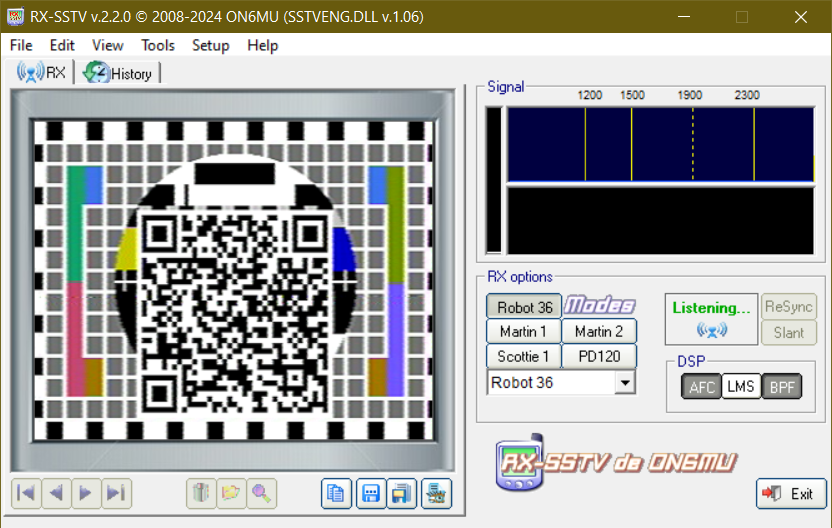 RX-SSTV v.2.2.0 © 2008-2024 ON6MU (SSTVENG.DLL v.1.06)
File Edit View Tools Setup Help
RX History
Signal
1200 1500 1900 2300
RX options
Robot 36 Modes
Martin 1 Martin 2
Scottie 1 PD120
Robot 36
Listening...
ReSync
Slant
DSP
AFC LMS BPF
RX-SSTV de ON6MU
Exit